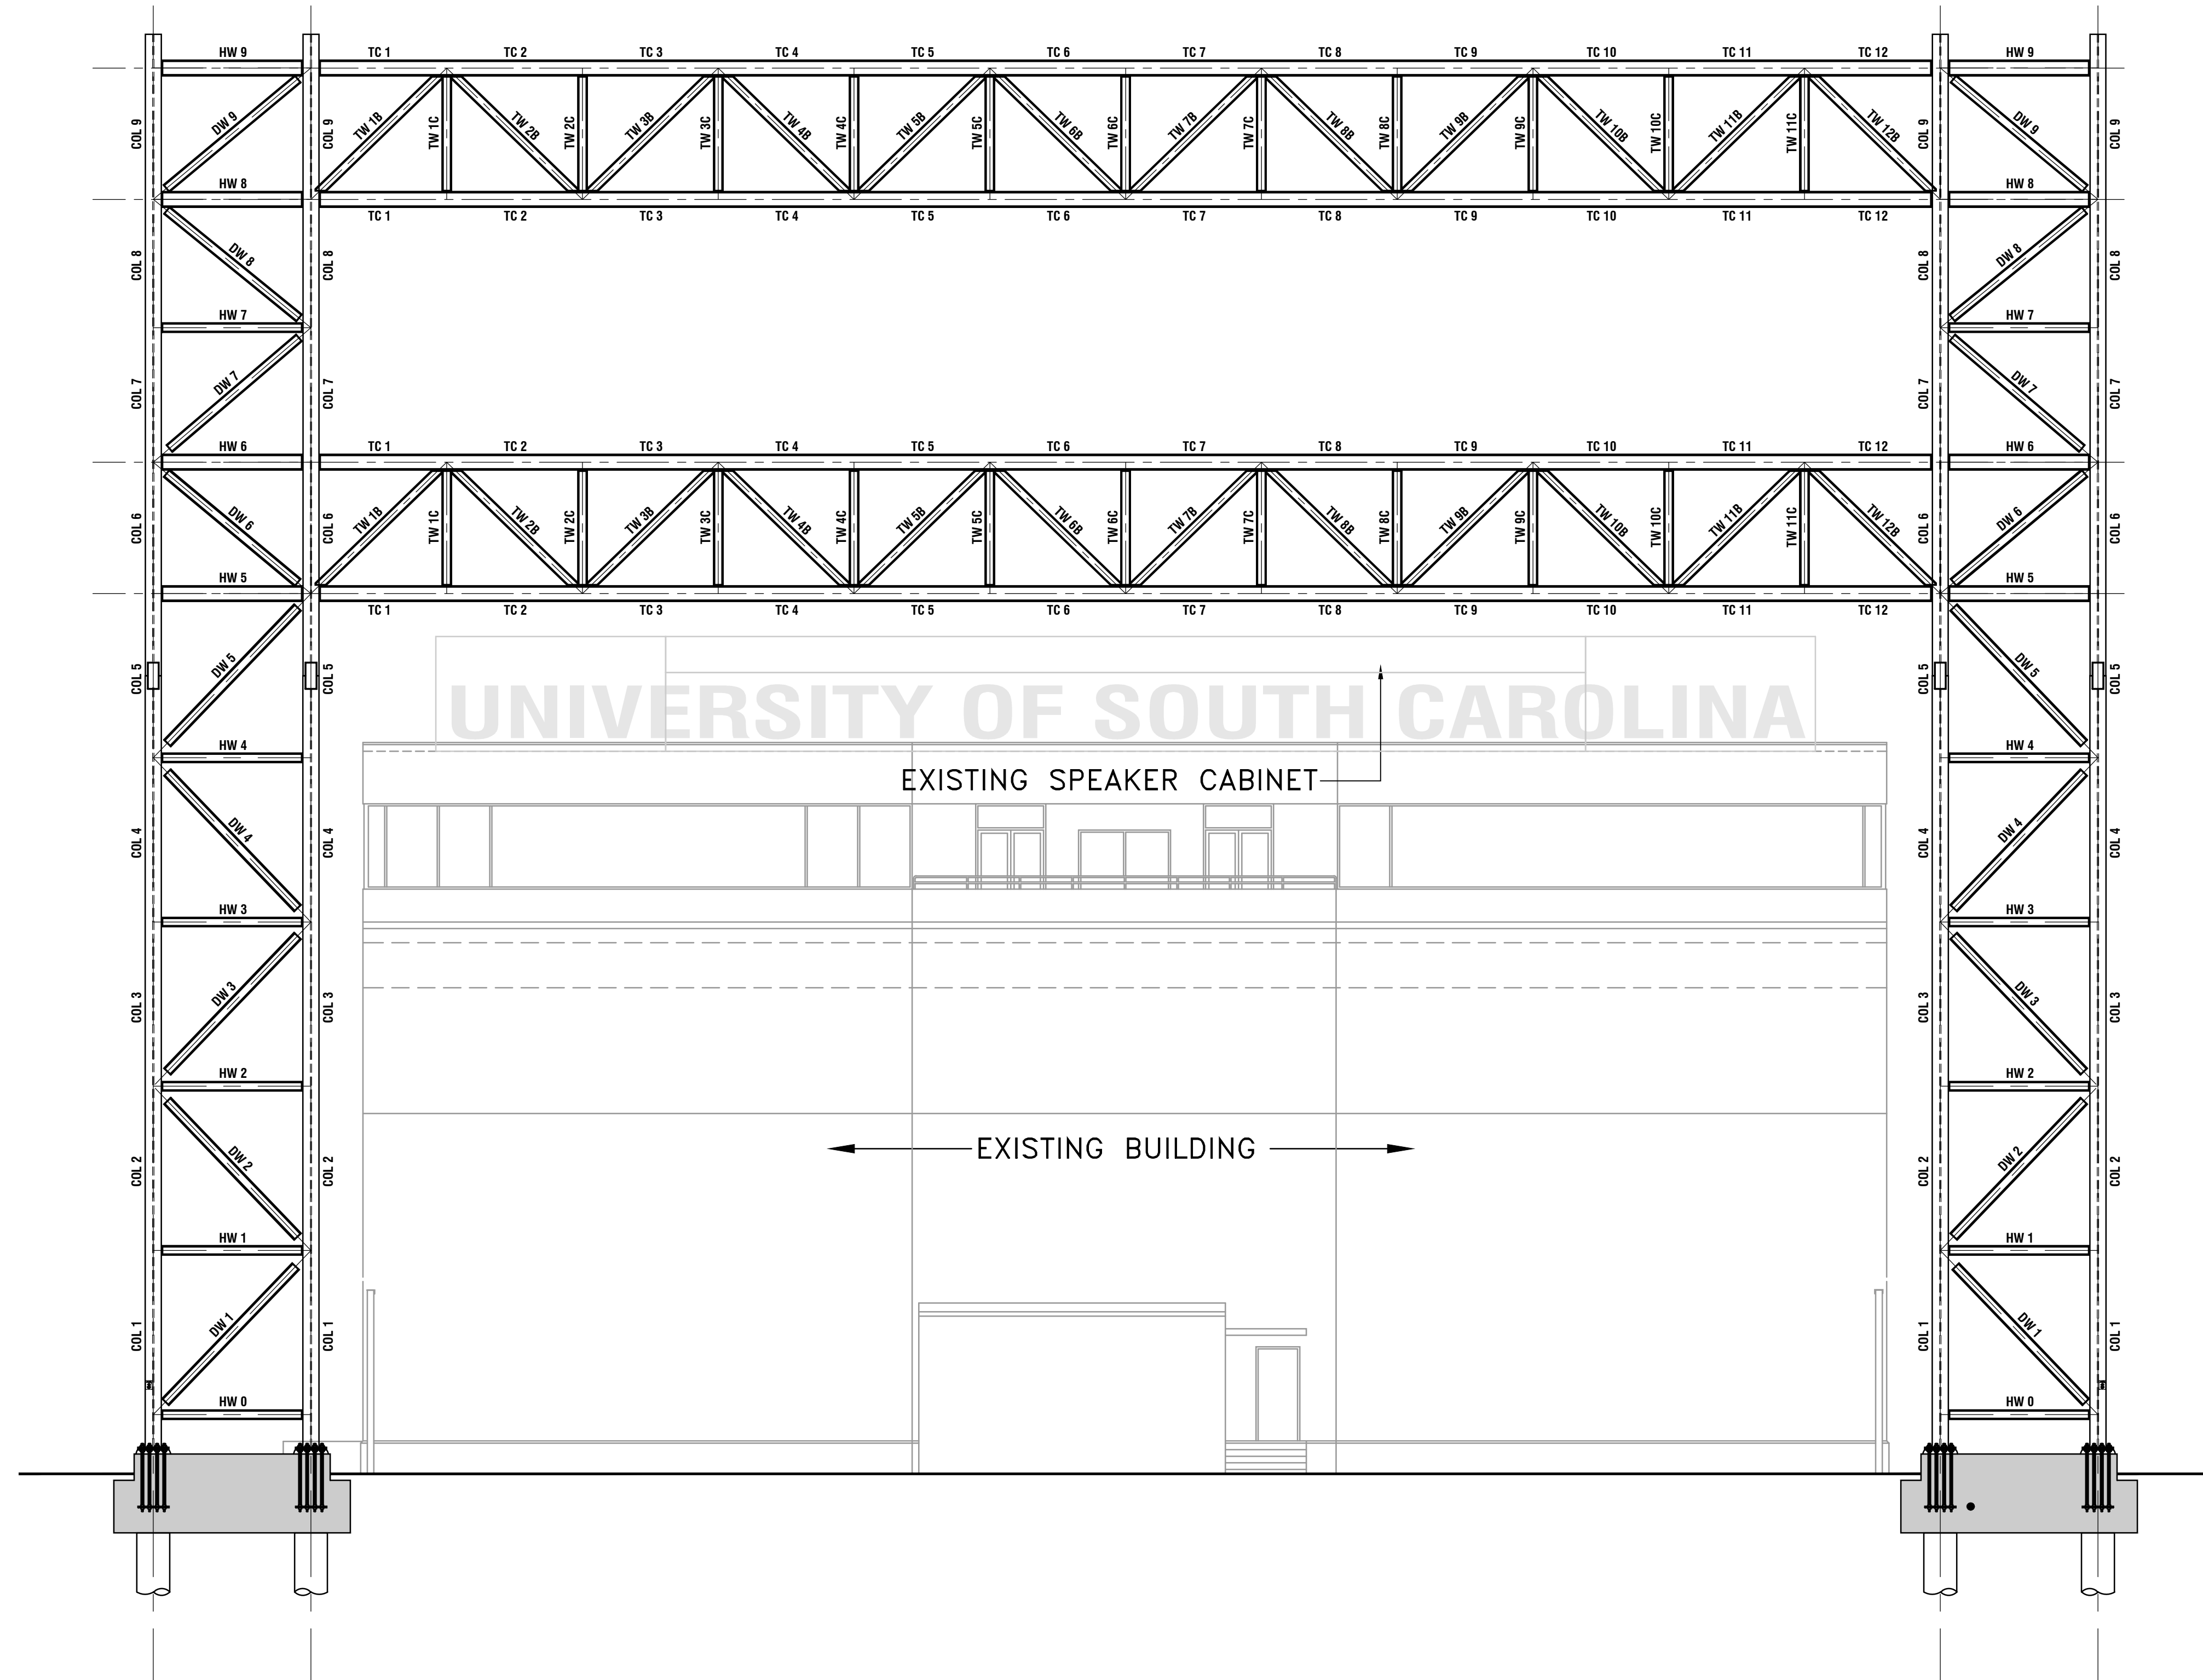 HW 9 TC 1 TC 2 TC 3 TC 4 TC 5 TC 6 TC 7 TC 8 TC 9 TC 10 TC 11 TC 12 HW 9
COL 9 DW 9 COL 9 TW 1B TW 1C TW 2B TW 2C TW 3B TW 3C TW 4B TW 4C TW 5B TW 5C TW 6B TW 6C TW 7B TW 7C TW 8B TW 8C TW 9B TW 9C TW 10B TW 10C TW 11B TW 11C TW 12B COL 9 DW 9 COL 9
HW 8 HW 8
TC 1 TC 2 TC 3 TC 4 TC 5 TC 6 TC 7 TC 8 TC 9 TC 10 TC 11 TC 12
COL 8 DW 8 COL 8 COL 8 DW 8 COL 8
HW 7 HW 7
COL 7 DW 7 COL 7 COL 7 DW 7 COL 7
HW 6 TC 1 TC 2 TC 3 TC 4 TC 5 TC 6 TC 7 TC 8 TC 9 TC 10 TC 11 TC 12 HW 6
COL 6 DW 6 COL 6 TW 1B TW 1C TW 2B TW 2C TW 3B TW 3C TW 4B TW 4C TW 5B TW 5C TW 6B TW 6C TW 7B TW 7C TW 8B TW 8C TW 9B TW 9C TW 10B TW 10C TW 11B TW 11C TW 12B COL 6 DW 6 COL 6
HW 5 HW 5
TC 1 TC 2 TC 3 TC 4 TC 5 TC 6 TC 7 TC 8 TC 9 TC 10 TC 11 TC 12
COL 5 DW 5 COL 5 COL 5 DW 5 COL 5
UNIVERSITY OF SOUTH CAROLINA
HW 4 HW 4
EXISTING SPEAKER CABINET
COL 4 DW 4 COL 4 COL 4 DW 4 COL 4
HW 3 HW 3
COL 3 DW 3 COL 3 COL 3 DW 3 COL 3
HW 2 HW 2
EXISTING BUILDING
COL 2 DW 2 COL 2 COL 2 DW 2 COL 2
HW 1 HW 1
COL 1 DW 1 COL 1 COL 1 DW 1 COL 1
HW 0 HW 0